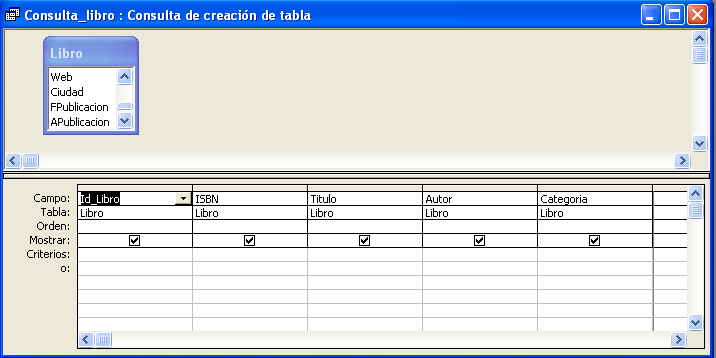 Consulta_libro : Consulta de creación de tabla
Libro
Web
Ciudad
FPublicacion
APublicacion
Campo: Id_Libro ISBN Titulo Autor Categoria
Tabla: Libro Libro Libro Libro Libro
Orden:
Mostrar:
Criterios:
o: